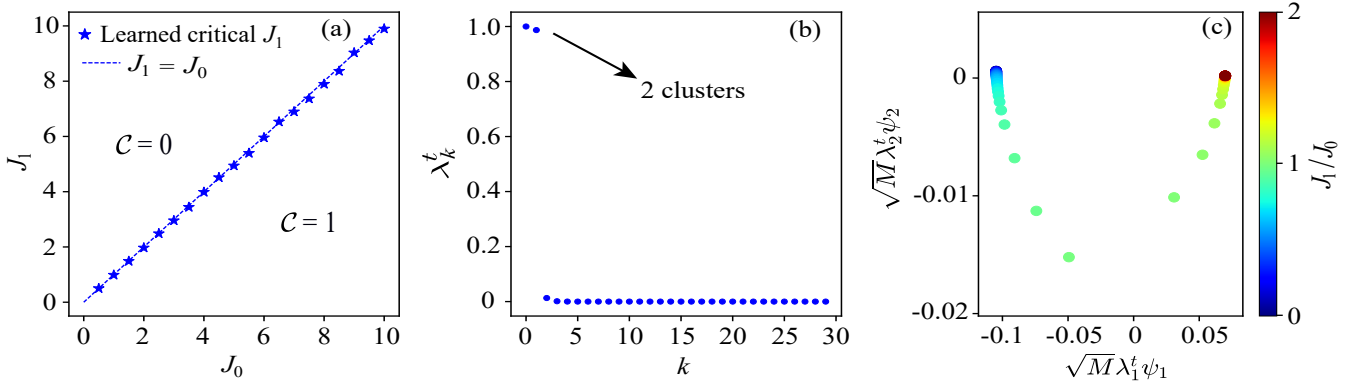 (a)
Learned critical J₁
J₁ = J₀
𝒞 = 0
𝒞 = 1
10
8
6
4
2
0
J₁
0 2 4 6 8 10
J₀
(b)
2 clusters
1.0
0.8
0.6
0.4
0.2
0
λₖᵗ
0 5 10 15 20 25 30
k
(c)
0
-0.01
-0.02
√M λ₂ᵗ ψ₂
-0.1 -0.05 0 0.05
√M λ₁ᵗ ψ₁
2
1
0
J₁/J₀